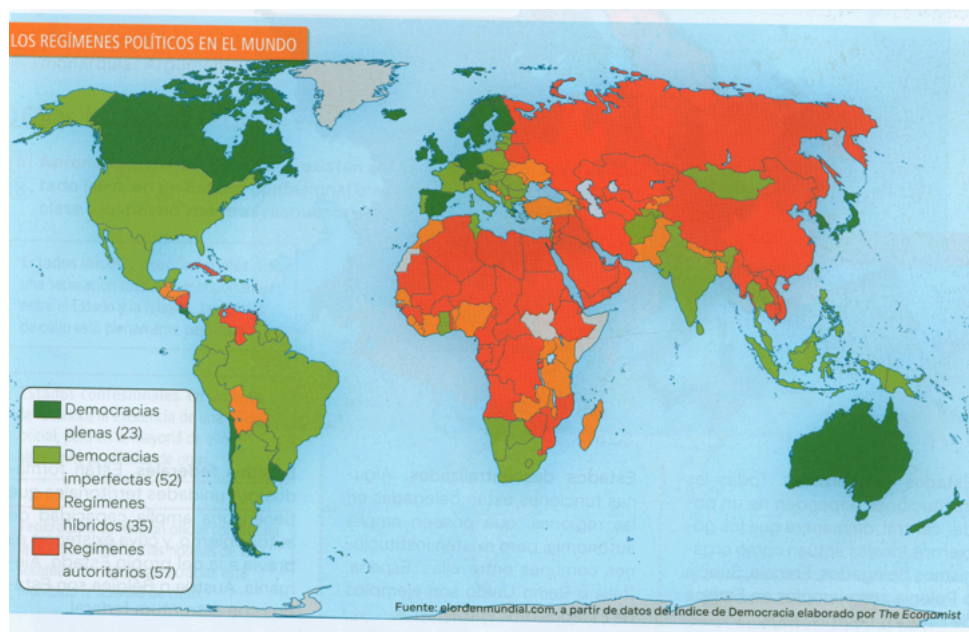 LOS REGÍMENES POLÍTICOS EN EL MUNDO
Democracias
plenas (23)
Democracias
imperfectas (52)
Regímenes
híbridos (35)
Regímenes
autoritarios (57)
Fuente: elordenmundial.com, a partir de datos del Índice de Democracia elaborado por The Economist